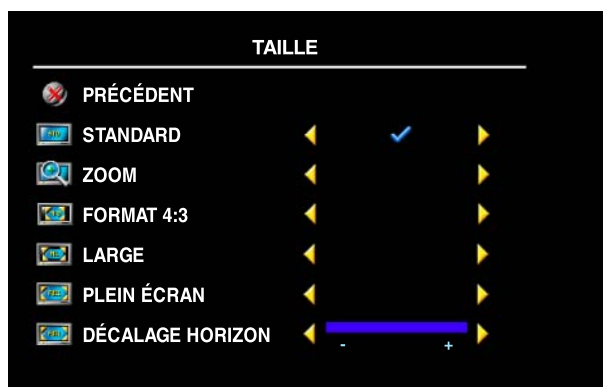 TAILLE
PRÉCÉDENT
STANDARD
ZOOM
FORMAT 4:3
LARGE
PLEIN ÉCRAN
DÉCALAGE HORIZON
- +